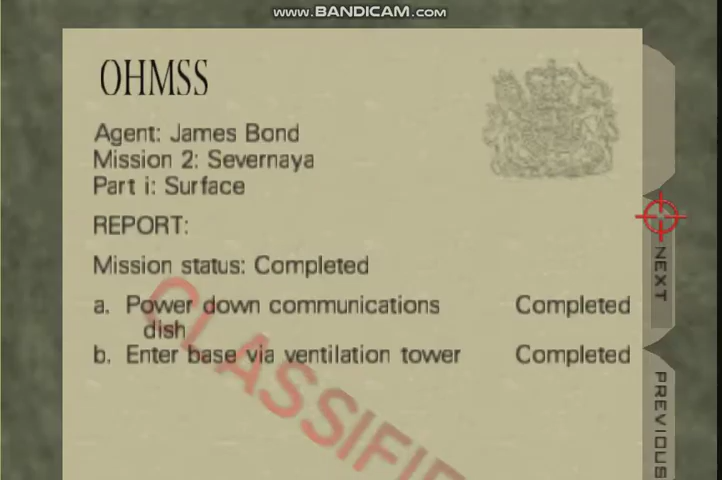 www.BANDICAM.com
OHMSS
Agent: James Bond
Mission 2: Severnaya
Part i: Surface
REPORT:
Mission status: Completed
a. Power down communications dish Completed
b. Enter base via ventilation tower Completed
CLASSIFIE
NEXT
PREVIOUS